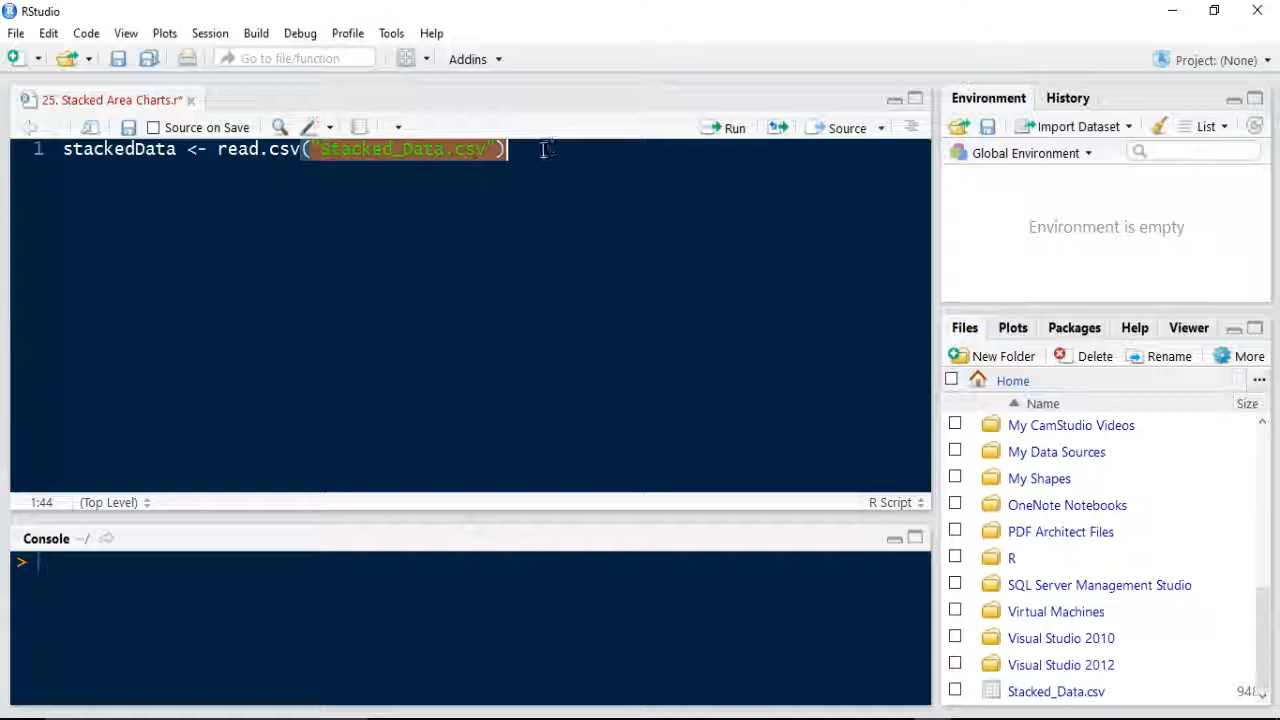 RStudio
File Edit Code View Plots Session Build Debug Profile Tools Help
Go to file/function Addins Project: (None)
25. Stacked Area Charts.r*
Source on Save Run Source
1 stackedData <- read.csv("Stacked_Data.csv")
1:44 (Top Level) R Script
Console ~/
>
Environment History
Import Dataset List
Global Environment
Environment is empty
Files Plots Packages Help Viewer
New Folder Delete Rename More
Home
Name Size
My CamStudio Videos
My Data Sources
My Shapes
OneNote Notebooks
PDF Architect Files
R
SQL Server Management Studio
Virtual Machines
Visual Studio 2010
Visual Studio 2012
Stacked_Data.csv